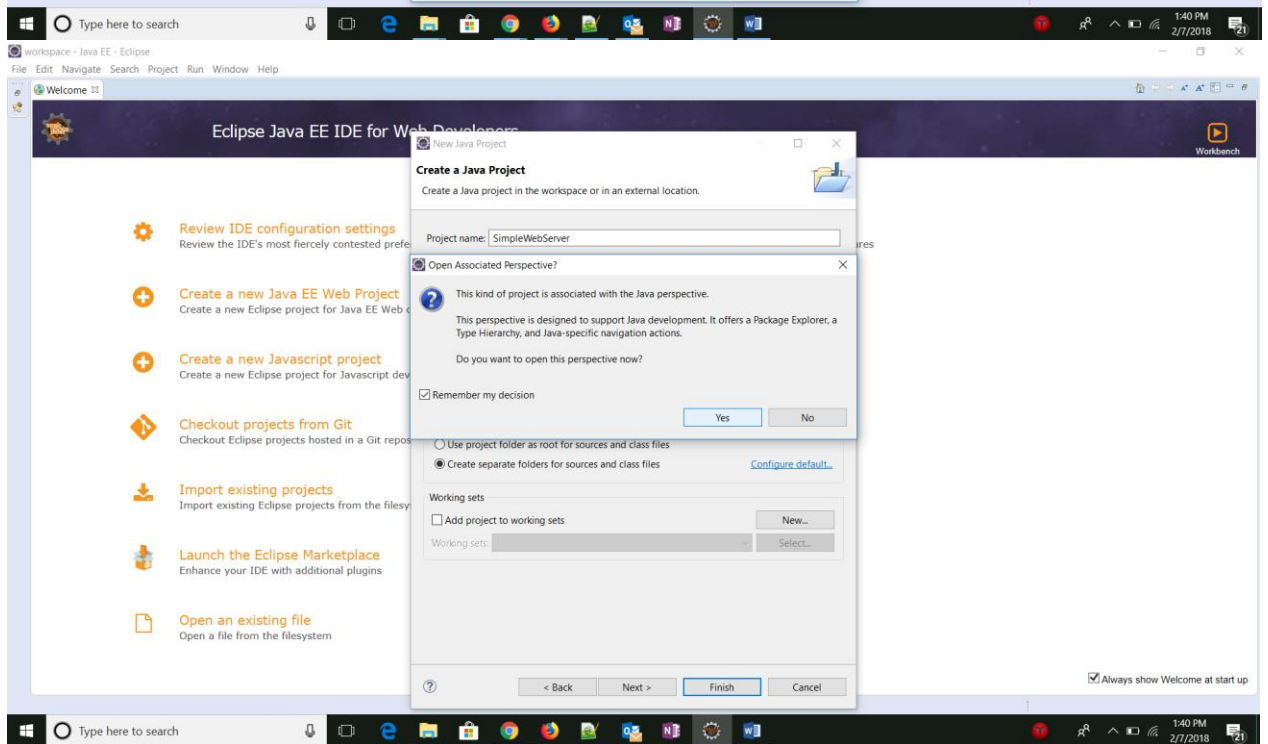 Type here to search
1:40 PM
2/7/2018
21
workspace - Java EE - Eclipse
File Edit Navigate Search Project Run Window Help
Welcome
Eclipse Java EE IDE for Web Developers
Workbench
New Java Project
Create a Java Project
Create a Java project in the workspace or in an external location.
Project name: SimpleWebServer
Review IDE configuration settings
Review the IDE's most fiercely contested prefe
ures
Open Associated Perspective?
This kind of project is associated with the Java perspective.
This perspective is designed to support Java development. It offers a Package Explorer, a
Type Hierarchy, and Java-specific navigation actions.
Do you want to open this perspective now?
Remember my decision
Yes No
Create a new Java EE Web Project
Create a new Eclipse project for Java EE Web
Create a new Javascript project
Create a new Eclipse project for Javascript dev
Checkout projects from Git
Checkout Eclipse projects hosted in a Git repos
Use project folder as root for sources and class files
Create separate folders for sources and class files Configure default...
Import existing projects
Import existing Eclipse projects from the filesy
Working sets
Add project to working sets New...
Working sets: Select...
Launch the Eclipse Marketplace
Enhance your IDE with additional plugins
Open an existing file
Open a file from the filesystem
< Back Next > Finish Cancel
Always show Welcome at start up
Type here to search
1:40 PM
2/7/2018
21